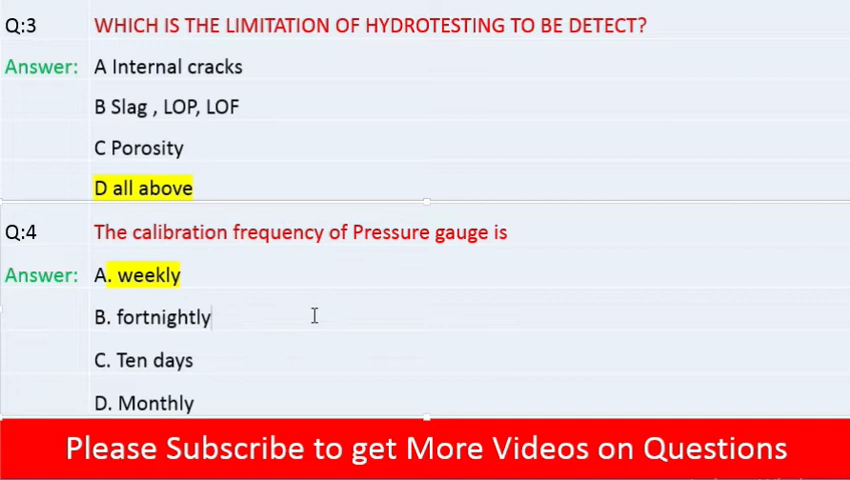 Q:3 WHICH IS THE LIMITATION OF HYDROTESTING TO BE DETECT?
Answer: A Internal cracks
B Slag , LOP, LOF
C Porosity
D all above
Q:4 The calibration frequency of Pressure gauge is
Answer: A. weekly
B. fortnightly
C. Ten days
D. Monthly
Please Subscribe to get More Videos on Questions